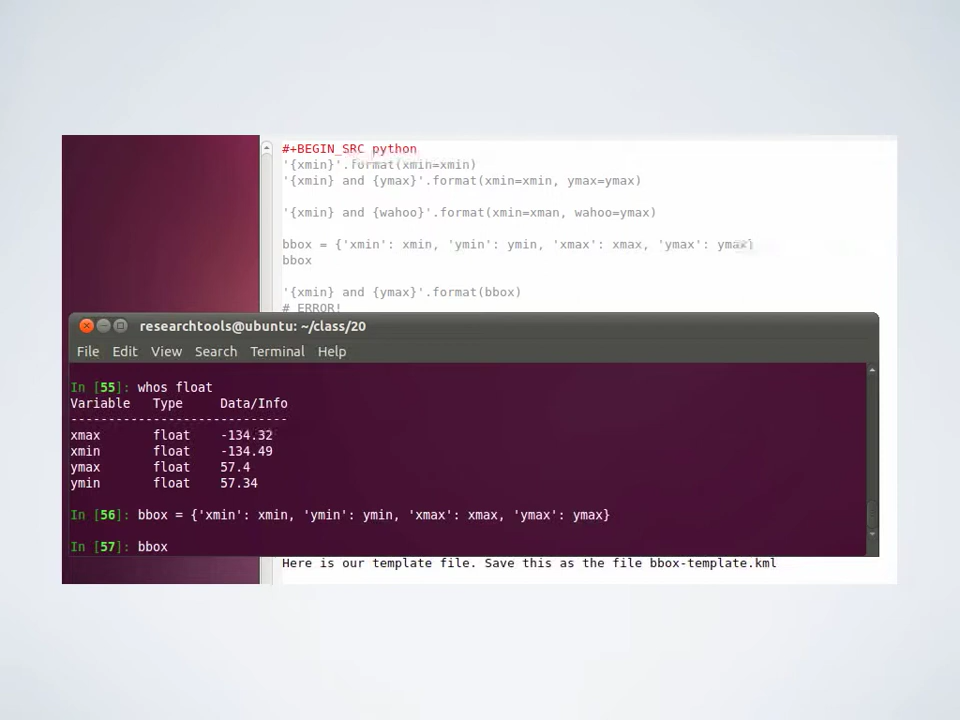 #+BEGIN_SRC python
'{xmin}'.format(xmin=xmin)
'{xmin} and {ymax}'.format(xmin=xmin, ymax=ymax)
'{xmin} and {wahoo}'.format(xmin=xman, wahoo=ymax)
bbox = {'xmin': xmin, 'ymin': ymin, 'xmax': xmax, 'ymax': ymax}
bbox
'{xmin} and {ymax}'.format(bbox)
# ERROR!
researchtools@ubuntu: ~/class/20
File Edit View Search Terminal Help
In [55]: whos float
Variable Type Data/Info
----------------------------
xmax float -134.32
xmin float -134.49
ymax float 57.4
ymin float 57.34
In [56]: bbox = {'xmin': xmin, 'ymin': ymin, 'xmax': xmax, 'ymax': ymax}
In [57]: bbox
Here is our template file. Save this as the file bbox-template.kml